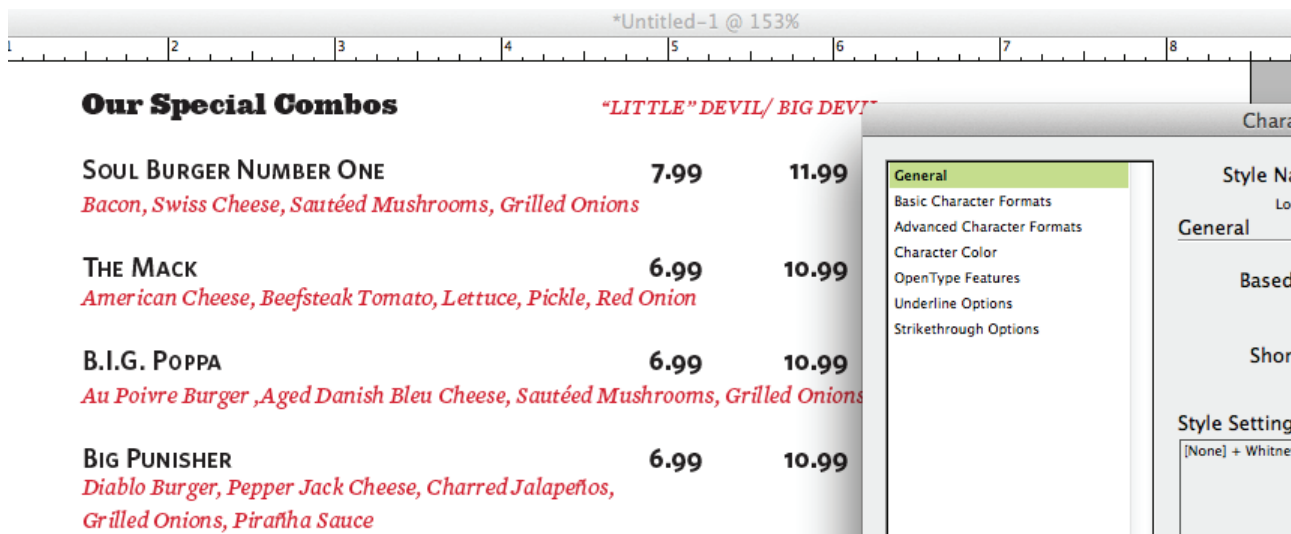 *Untitled-1 @ 153%
1 2 3 4 5 6 7 8
Our Special Combos “LITTLE” DEVIL/ BIG DEVIL
Soul Burger Number One 7.99 11.99
Bacon, Swiss Cheese, Sautéed Mushrooms, Grilled Onions
The Mack 6.99 10.99
American Cheese, Beefsteak Tomato, Lettuce, Pickle, Red Onion
B.I.G. Poppa 6.99 10.99
Au Poivre Burger ,Aged Danish Bleu Cheese, Sautéed Mushrooms, Grilled Onions
Big Punisher 6.99 10.99
Diablo Burger, Pepper Jack Cheese, Charred Jalapeños,
Grilled Onions, Pirañha Sauce
Chara
General
Basic Character Formats
Advanced Character Formats
Character Color
OpenType Features
Underline Options
Strikethrough Options
Style Na
Lo
General
Based
Shor
Style Setting
[None] + Whitne